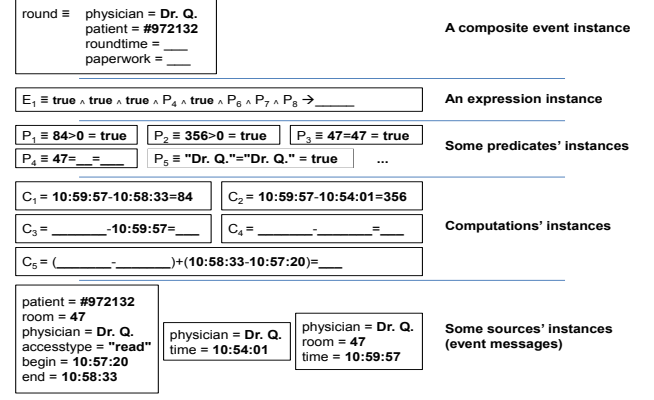 round ≡ physician = Dr. Q.
patient = #972132
roundtime = ___
paperwork = ___
A composite event instance
E₁ ≡ true ∧ true ∧ true ∧ P₄ ∧ true ∧ P₆ ∧ P₇ ∧ P₈ →_____
An expression instance
P₁ ≡ 84>0 = true
P₂ ≡ 356>0 = true
P₃ ≡ 47=47 = true
P₄ ≡ 47=__=___
P₅ ≡ "Dr. Q."="Dr. Q." = true
...
Some predicates' instances
C₁ = 10:59:57-10:58:33=84
C₂ = 10:59:57-10:54:01=356
C₃ = _______-10:59:57=___
C₄ = _______-_______=___
C₅ = (_______-_______)+(10:58:33-10:57:20)=___
Computations' instances
patient = #972132
room = 47
physician = Dr. Q.
accesstype = "read"
begin = 10:57:20
end = 10:58:33
physician = Dr. Q.
time = 10:54:01
physician = Dr. Q.
room = 47
time = 10:59:57
Some sources' instances
(event messages)